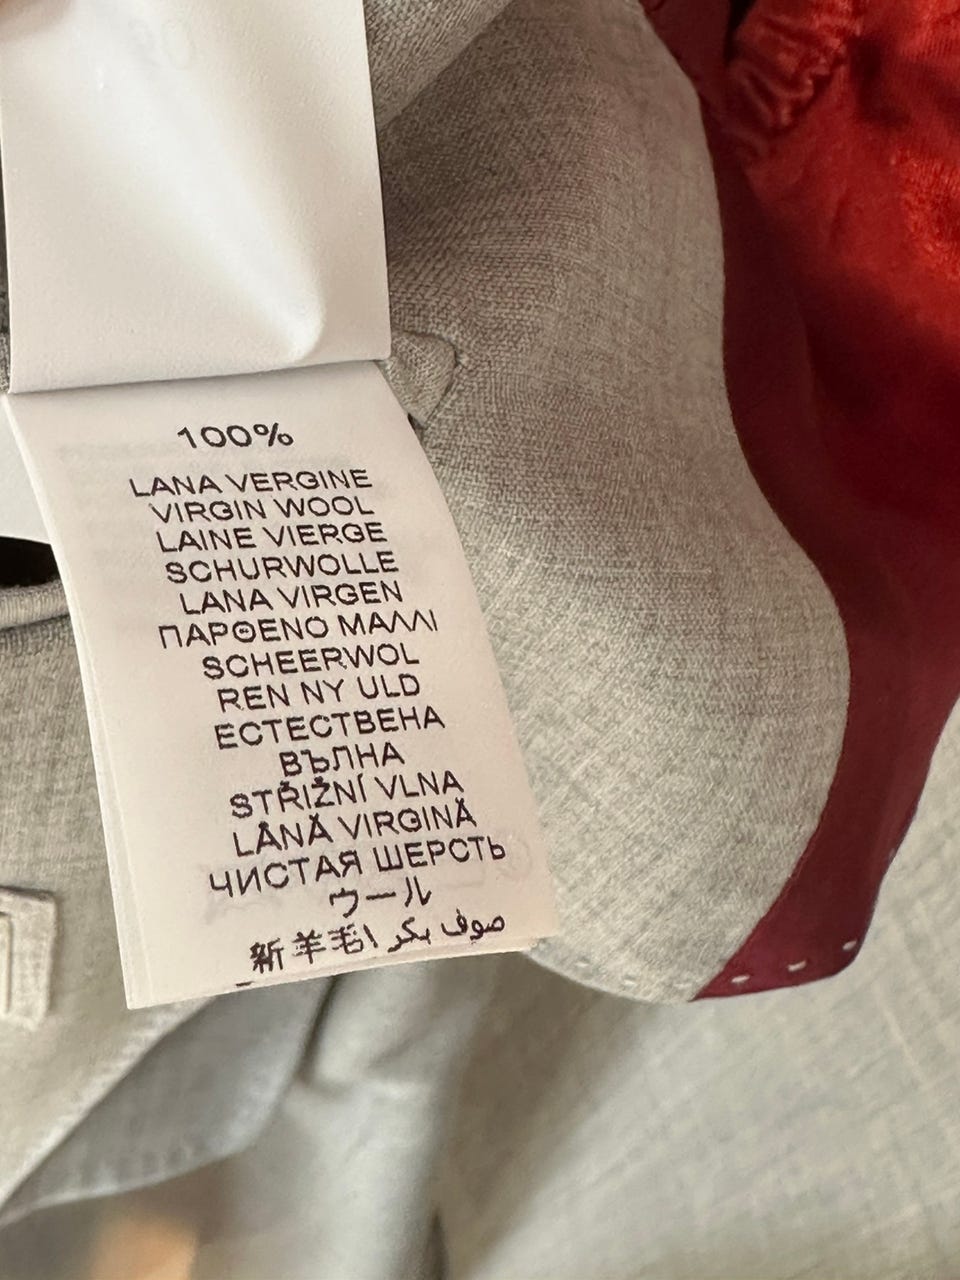 100%
LANA VERGINE
VIRGIN WOOL
LAINE VIERGE
SCHURWOLLE
LANA VIRGEN
ΠΑΡΘΕΝΟ ΜΑΛΛΙ
SCHEERWOL
REN NY ULD
ЕСТЕСТВЕНА
ВЪЛНА
STŘIŽNÍ VLNA
LÂNĂ VIRGINĂ
ЧИСТАЯ ШЕРСТЬ
ウール
新羊毛 \ صوف بكر